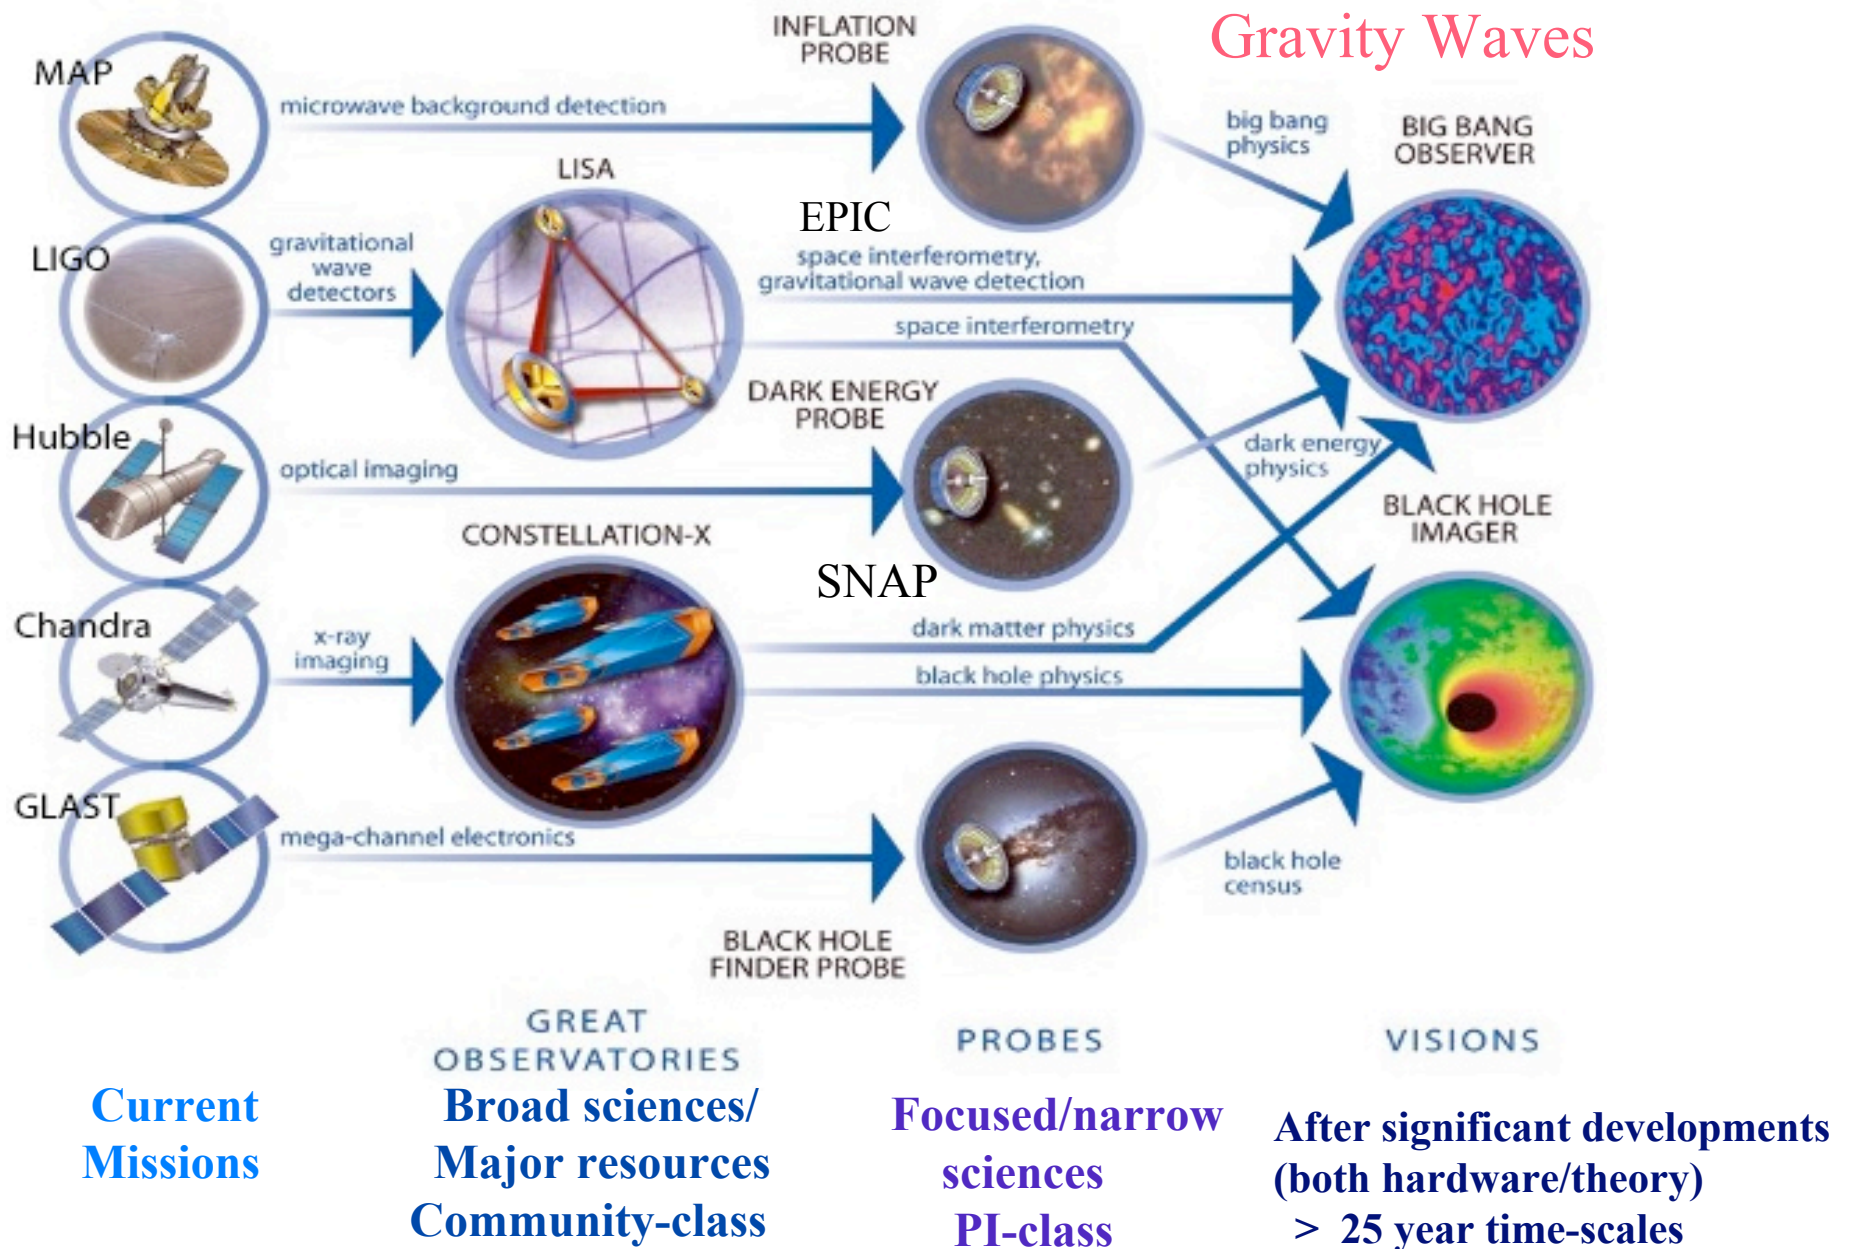 Gravity Waves
INFLATION
PROBE
MAP
microwave background detection
big bang
physics
BIG BANG
OBSERVER
LISA
EPIC
LIGO
gravitational
wave
detectors
space interferometry,
gravitational wave detection
space interferometry
DARK ENERGY
PROBE
Hubble
optical imaging
dark energy
physics
CONSTELLATION-X
BLACK HOLE
IMAGER
SNAP
Chandra
x-ray
imaging
dark matter physics
black hole physics
GLAST
mega-channel electronics
black hole
census
BLACK HOLE
FINDER PROBE
GREAT
OBSERVATORIES
PROBES
VISIONS
Current
Missions
Broad sciences/
Major resources
Community-class
Focused/narrow
sciences
PI-class
After significant developments
(both hardware/theory)
> 25 year time-scales